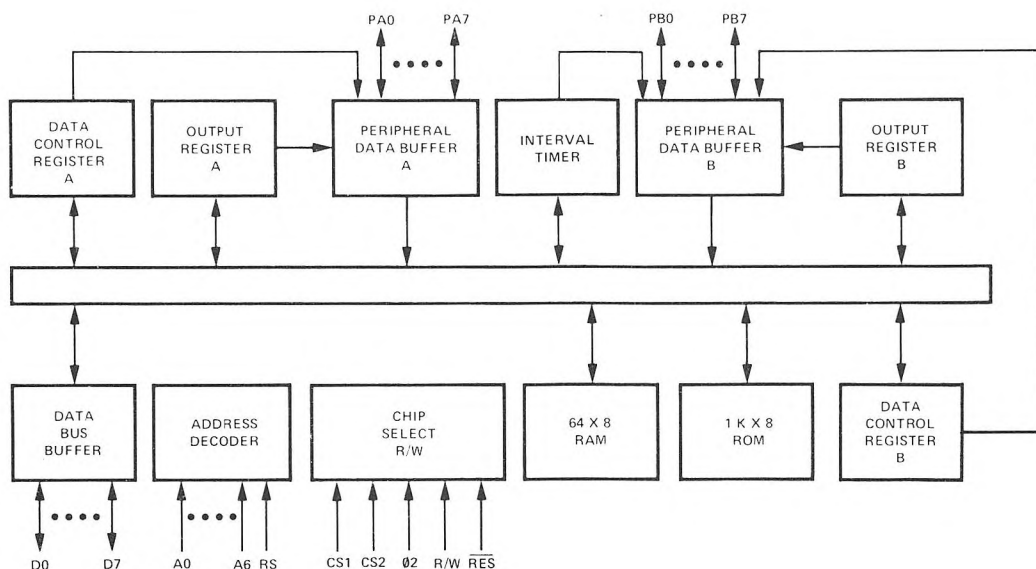 PA0 PA7 PB0 PB7
DATA
CONTROL
REGISTER
A
OUTPUT
REGISTER
A
PERIPHERAL
DATA BUFFER
A
INTERVAL
TIMER
PERIPHERAL
DATA BUFFER
B
OUTPUT
REGISTER
B
DATA
BUS
BUFFER
ADDRESS
DECODER
CHIP
SELECT
R/W
64 X 8
RAM
1 K X 8
ROM
DATA
CONTROL
REGISTER
B
D0 D7 A0 A6 RS CS1 CS2 Ø2 R/W R̅E̅S̅